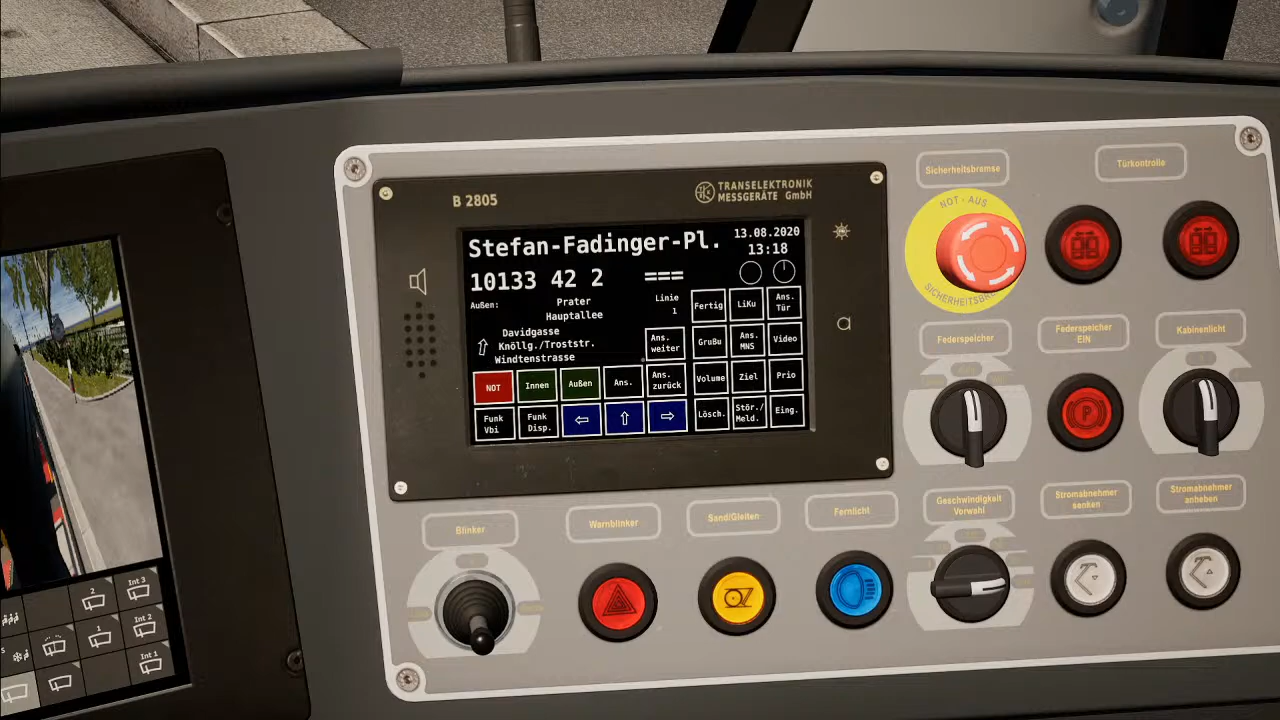 B 2805
TRANSELEKTRONIK
MESSGERÄTE GmbH
Stefan-Fadinger-Pl.
13.08.2020
13:18
10133 42 2
===
Außen:
Prater
Hauptallee
Linie
1
Davidgasse
Knöllg./Troststr.
Windtenstrasse
Fertig
LiKu
Ans.
Tür
Ans.
weiter
GruBu
Ans.
MNS
Video
NOT
Innen
Außen
Ans.
Ans.
zurück
Volume
Ziel
Prio
Funk
Vbi
Funk
Disp.
Lösch.
Stör./
Meld.
Eing.
Sicherheitsbremse
Türkontrolle
NOT - AUS
Federspeicher
Federspeicher
EIN
Kabinenlicht
P
Blinker
Warnblinker
Sand/Gleiten
Fernlicht
Geschwindigkeit
Vorwahl
Stromabnehmer
senken
Stromabnehmer
anheben
2
Int 3
1
Int 2
Int 1